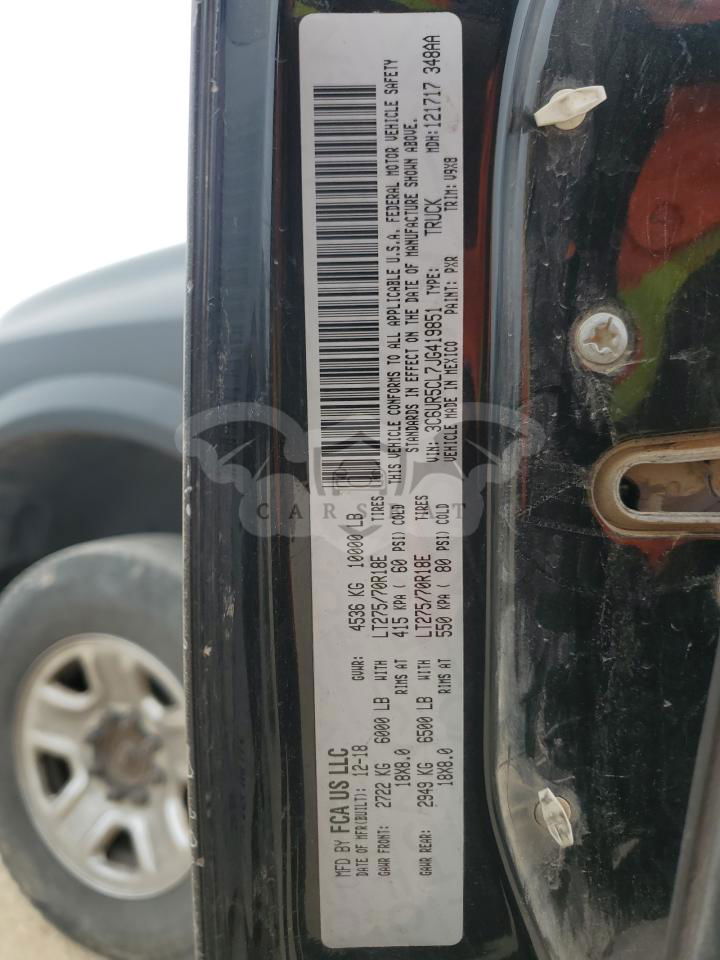 MFD BY FCA US LLC
DATE OF MFR(BUILT): 12-18 GVWR: 4536 KG 10000 LB
GAWR FRONT: 2722 KG 6000 LB WITH LT275/70R18E TIRES
18X8.0 RIMS AT 415 KPA ( 60 PSI) COLD
GAWR REAR: 2949 KG 6500 LB WITH LT275/70R18E TIRES
18X8.0 RIMS AT 550 KPA ( 80 PSI) COLD
THIS VEHICLE CONFORMS TO ALL APPLICABLE U.S.A. FEDERAL MOTOR VEHICLE SAFETY
STANDARDS IN EFFECT ON THE DATE OF MANUFACTURE SHOWN ABOVE.
VIN: 3C6UR5CL7JG419851 TYPE: TRUCK MDH: 121717 348AA
VEHICLE MADE IN MEXICO PAINT: PXR TRIM: V9X8